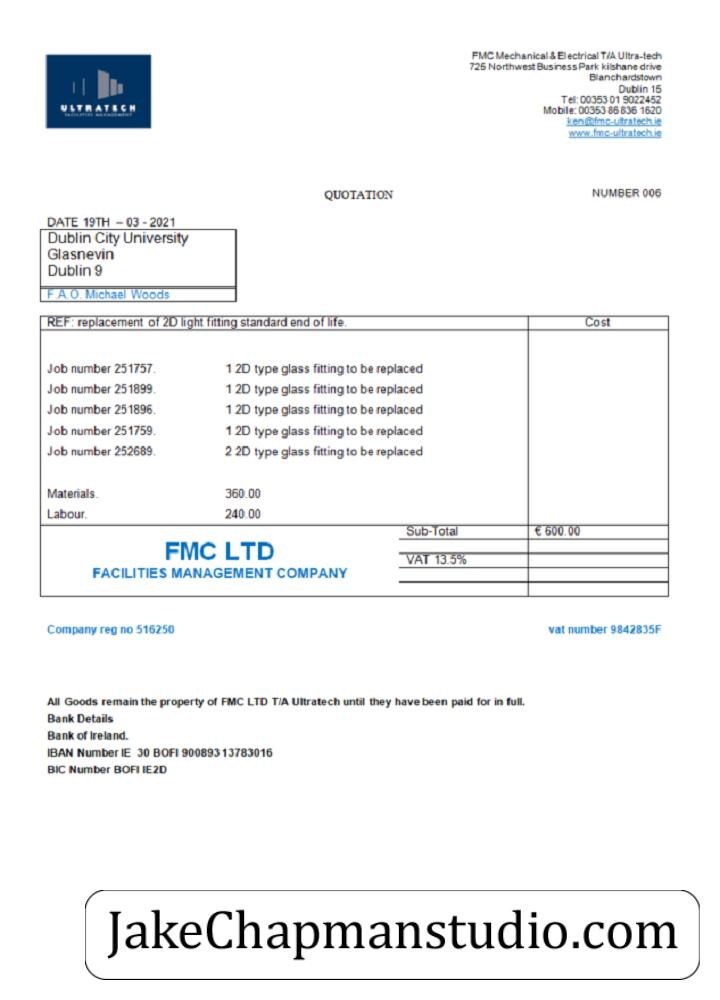 ULTRATECH
FACILITIES MANAGEMENT
FMC Mechanical & Electrical T/A Ultra-tech
726 Northwest Business Park kilshane drive
Blanchardstown
Dublin 15
Tel: 00353 01 9022452
Mobile: 00353 86 836 1620
ken@fmc-ultratech.ie
www.fmc-ultratech.ie
QUOTATION
NUMBER 006
DATE 19TH – 03 - 2021
Dublin City University
Glasnevin
Dublin 9
F.A.O. Michael Woods
REF: replacement of 2D light fitting standard end of life. Cost
Job number 251757. 1 2D type glass fitting to be replaced
Job number 251899. 1 2D type glass fitting to be replaced
Job number 251896. 1 2D type glass fitting to be replaced
Job number 251759. 1 2D type glass fitting to be replaced
Job number 252689. 2 2D type glass fitting to be replaced
Materials. 360.00
Labour. 240.00
Sub-Total € 600.00
FMC LTD
VAT 13.5%
FACILITIES MANAGEMENT COMPANY
Company reg no 516250 vat number 9842835F
All Goods remain the property of FMC LTD T/A Ultratech until they have been paid for in full.
Bank Details
Bank of Ireland.
IBAN Number IE 30 BOFI 90089313783016
BIC Number BOFI IE2D
JakeChapmanstudio.com